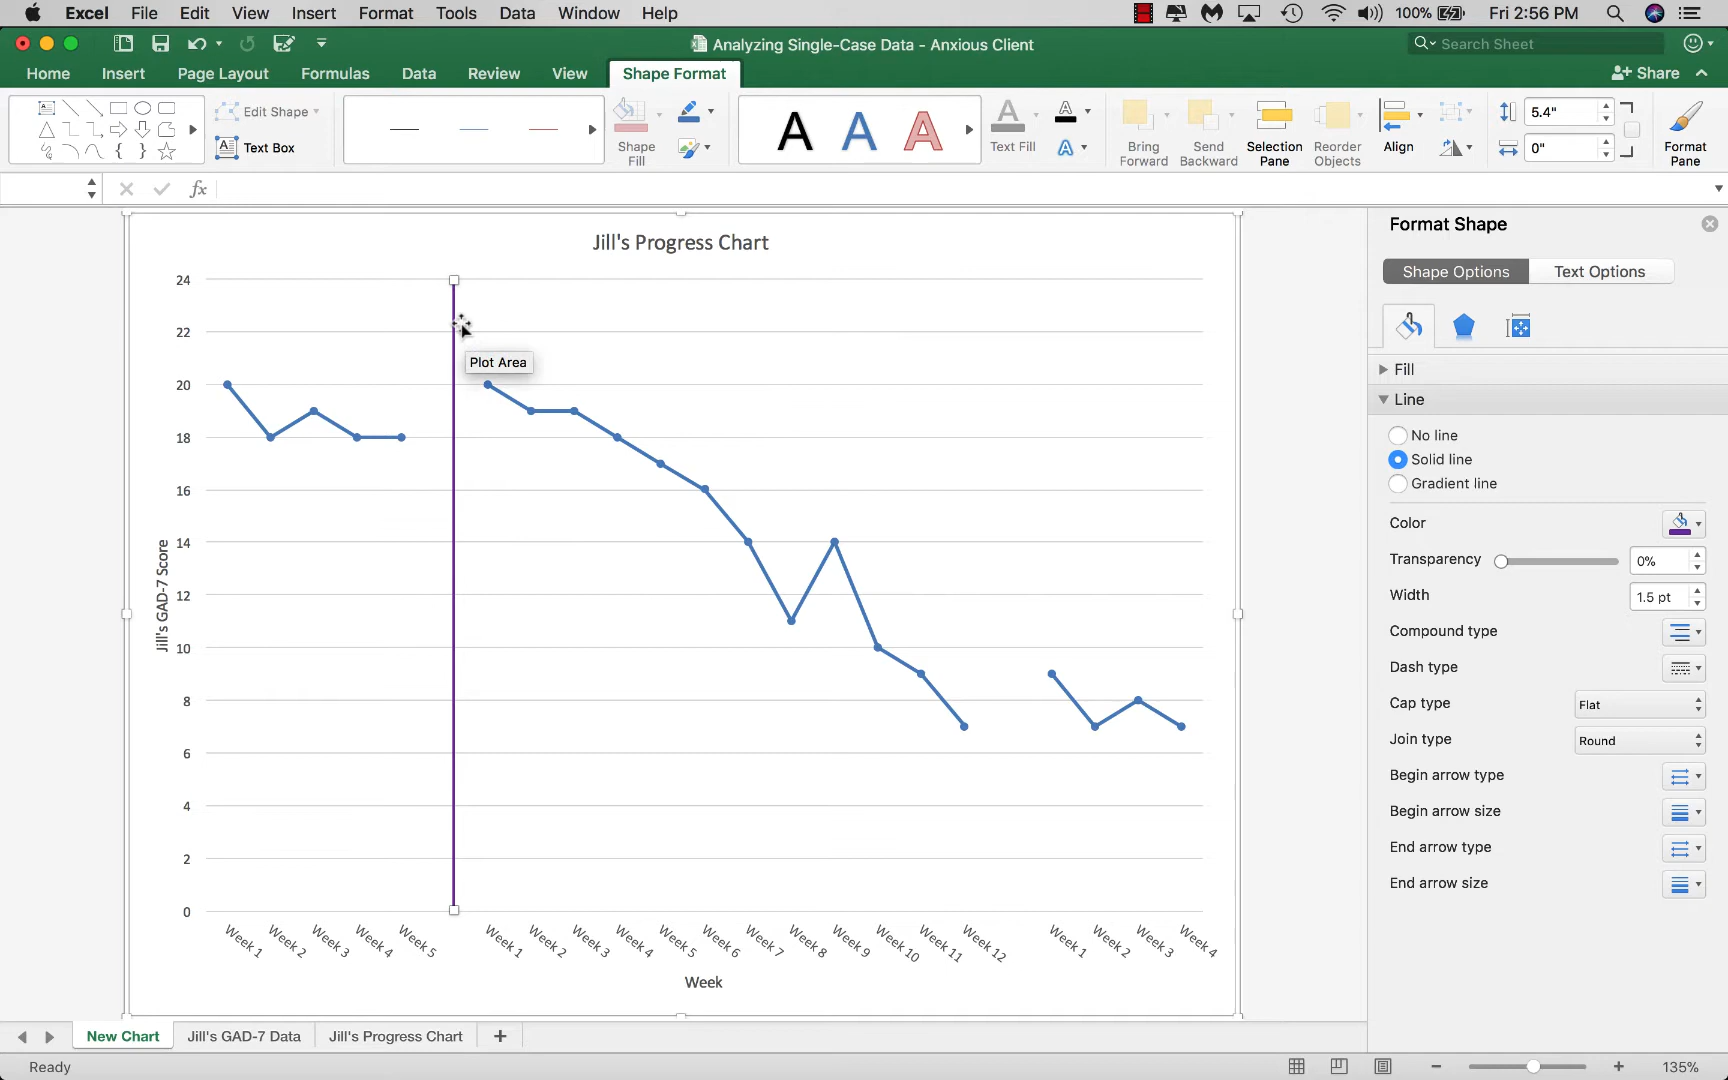 Excel File Edit View Insert Format Tools Data Window Help 100% Fri 2:56 PM
Analyzing Single-Case Data - Anxious Client
Search Sheet
Home Insert Page Layout Formulas Data Review View Shape Format Share
Edit Shape
Text Box
Shape Fill
A A A
Text Fill
Bring Forward
Send Backward
Selection Pane
Reorder Objects
Align
5.4"
0"
Format Pane
fx
Jill's Progress Chart
24
22
20
18
16
14
12
10
8
6
4
2
0
Jill's GAD-7 Score
Plot Area
Week 1 Week 2 Week 3 Week 4 Week 5 Week 1 Week 2 Week 3 Week 4 Week 5 Week 6 Week 7 Week 8 Week 9 Week 10 Week 11 Week 12 Week 1 Week 2 Week 3 Week 4
Week
Format Shape
Shape Options Text Options
Fill
Line
No line
Solid line
Gradient line
Color
Transparency 0%
Width 1.5 pt
Compound type
Dash type
Cap type Flat
Join type Round
Begin arrow type
Begin arrow size
End arrow type
End arrow size
New Chart Jill's GAD-7 Data Jill's Progress Chart +
Ready 135%